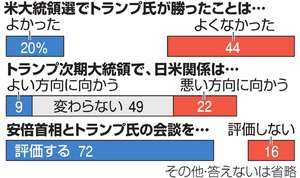 米大統領選でトランプ氏が勝ったことは…
よかった よくなかった
20% 44
トランプ次期大統領で、日米関係は…
よい方向に向かう 悪い方向に向かう
9 変わらない 49 22
安倍首相とトランプ氏の会談を…
評価しない
評価する 72 16
その他・答えないは省略